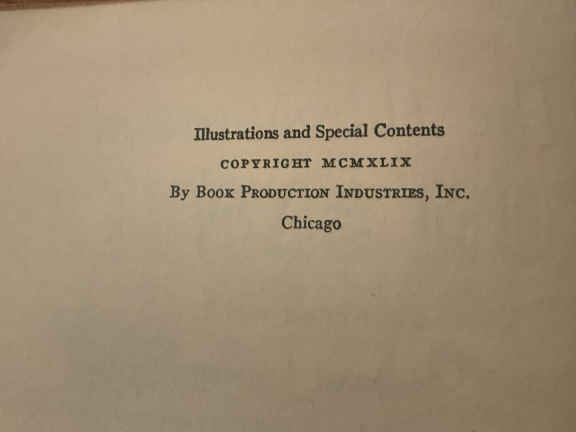 Illustrations and Special Contents
COPYRIGHT MCMXLIX
By BOOK PRODUCTION INDUSTRIES, INC.
Chicago